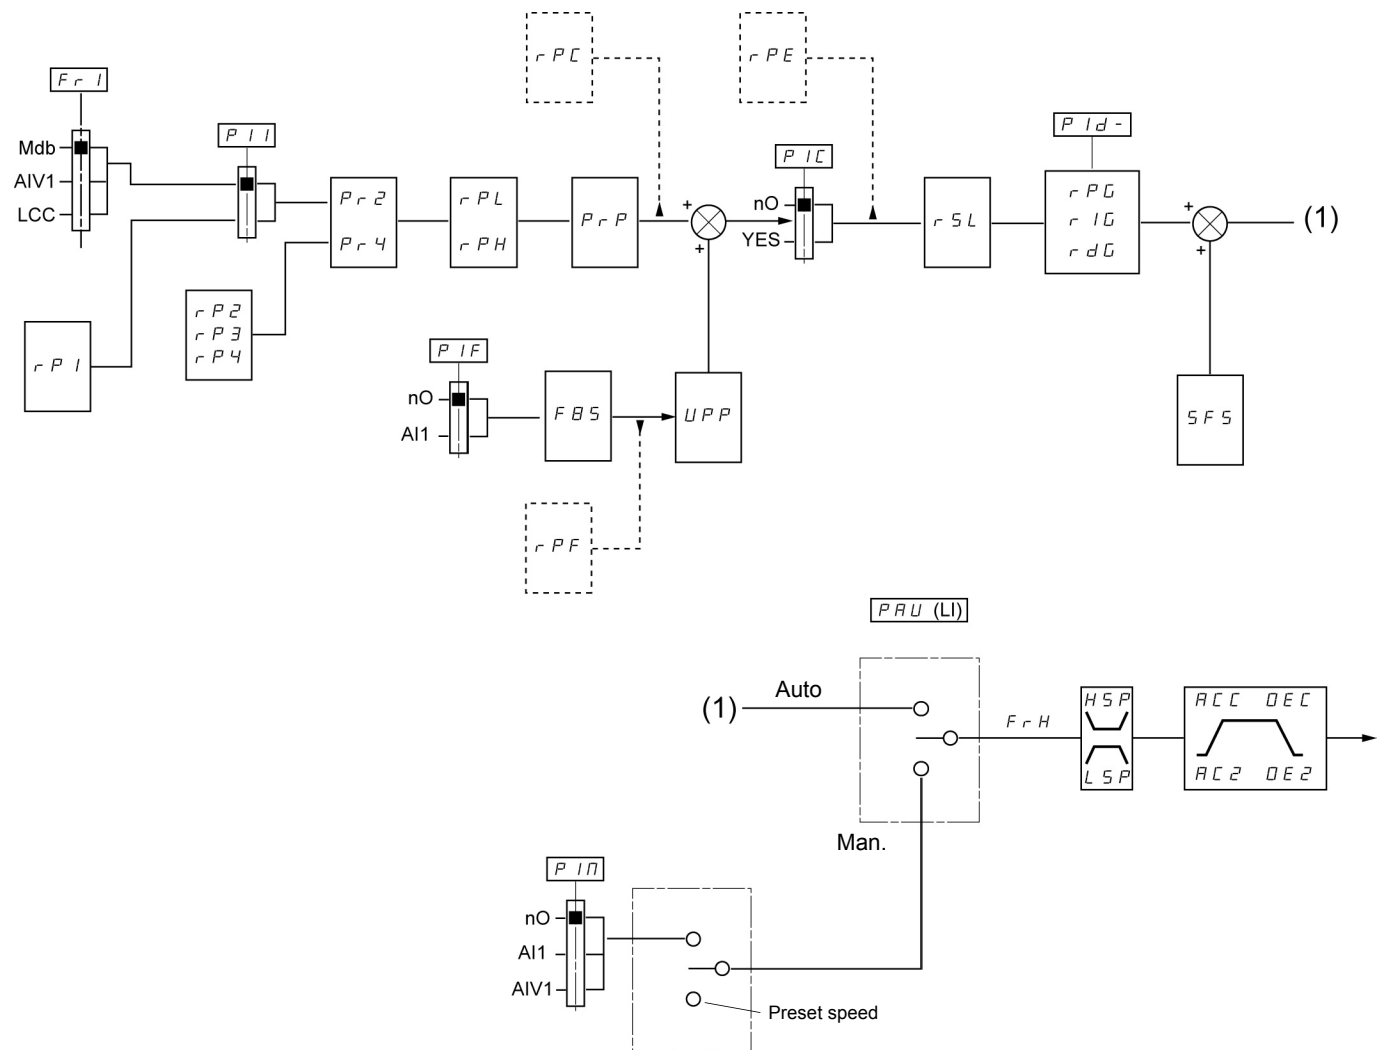 rPC
rPE
Fr1
PII
PId-
Mdb
AIV1
LCC
PIC
nO
YES
Pr2
Pr4
rPL
rPH
PrP
+
+
rSL
rPG
rIG
rdG
+
+
(1)
rP1
rP2
rP3
rP4
PIF
nO
AI1
FBS
UPP
SFS
rPF
PAU (LI)
(1)
Auto
FrH
HSP
LSP
ACC DEC
AC2 DE2
Man.
PIM
nO
AI1
AIV1
Preset speed